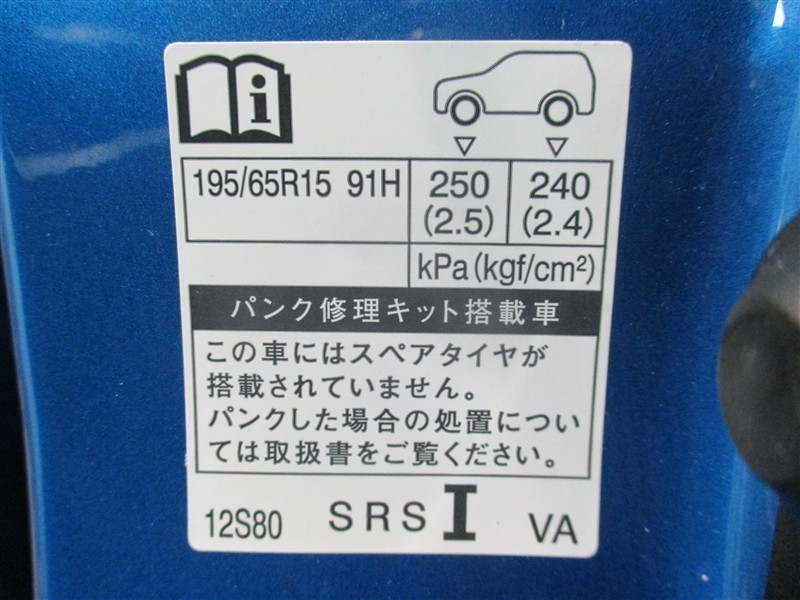 195/65R15 91H 250 240
(2.5) (2.4)
kPa(kgf/cm²)
パンク修理キット搭載車
この車にはスペアタイヤが
搭載されていません。
パンクした場合の処置につい
ては取扱書をご覧ください。
12S80 SRS I VA